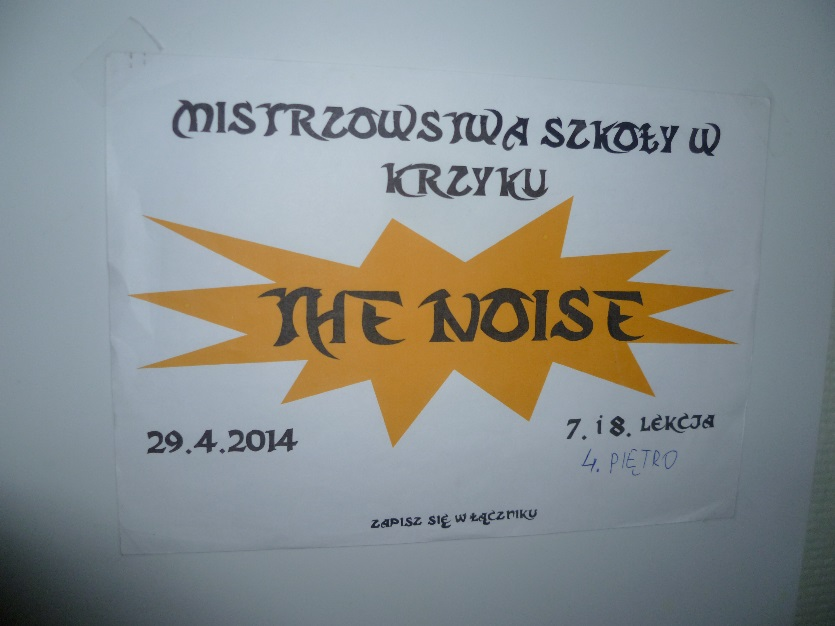 MISTRZOWSTWA SZKOŁY W
KRZYKU
THE NOISE
29.4.2014
7. i 8. LEKCJA
4. PIĘTRO
ZAPISZ SIĘ W ŁĄCZNIKU